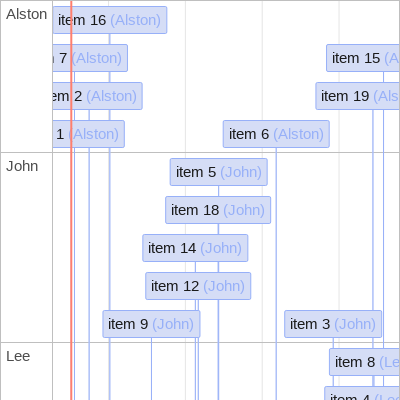 Alston
item 16 (Alston)
7 (Alston)
item 15 (A
em 2 (Alston)
item 19 (Als
1 (Alston)
item 6 (Alston)
John
item 5 (John)
item 18 (John)
item 14 (John)
item 12 (John)
item 9 (John)
item 3 (John)
Lee
item 8 (Le
item 4 (Lee